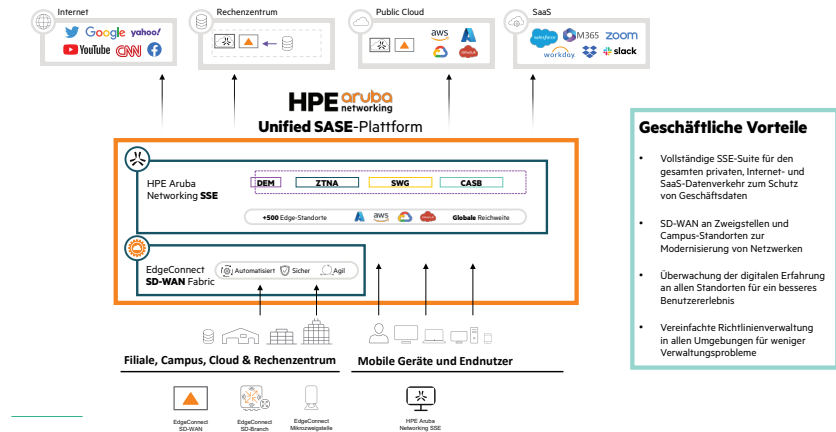 Internet
Rechenzentrum
Public Cloud
SaaS
Google yahoo!
YouTube CNN
aws
salesforce M365 zoom
workday slack
HPE aruba
networking
Unified SASE-Plattform
HPE Aruba
Networking SSE
DEM ZTNA SWG CASB
+500 Edge-Standorte
aws
Globale Reichweite
EdgeConnect
SD-WAN Fabric
Automatisiert Sicher Agil
Filiale, Campus, Cloud & Rechenzentrum
Mobile Geräte und Endnutzer
EdgeConnect
SD-WAN
EdgeConnect
SD-Branch
EdgeConnect
Mikrozweigstelle
HPE Aruba
Networking SSE
Geschäftliche Vorteile
• Vollständige SSE-Suite für den
gesamten privaten, Internet- und
SaaS-Datenverkehr zum Schutz
von Geschäftsdaten
• SD-WAN an Zweigstellen und
Campus-Standorten zur
Modernisierung von Netzwerken
• Überwachung der digitalen Erfahrung
an allen Standorten für ein besseres
Benutzererlebnis
• Vereinfachte Richtlinienverwaltung
in allen Umgebungen für weniger
Verwaltungsprobleme